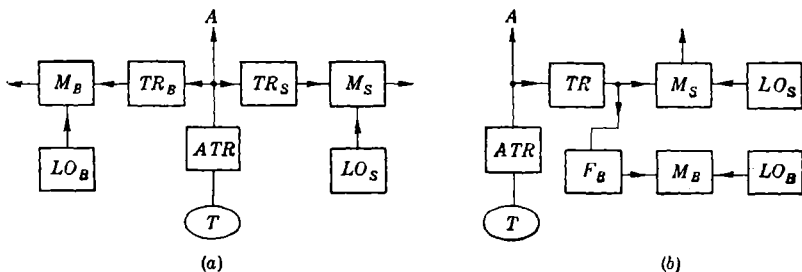 A
M_B TR_B TR_S M_S
ATR
LO_B LO_S
T
(a)
A
TR M_S LO_S
ATR F_B M_B LO_B
T
(b)